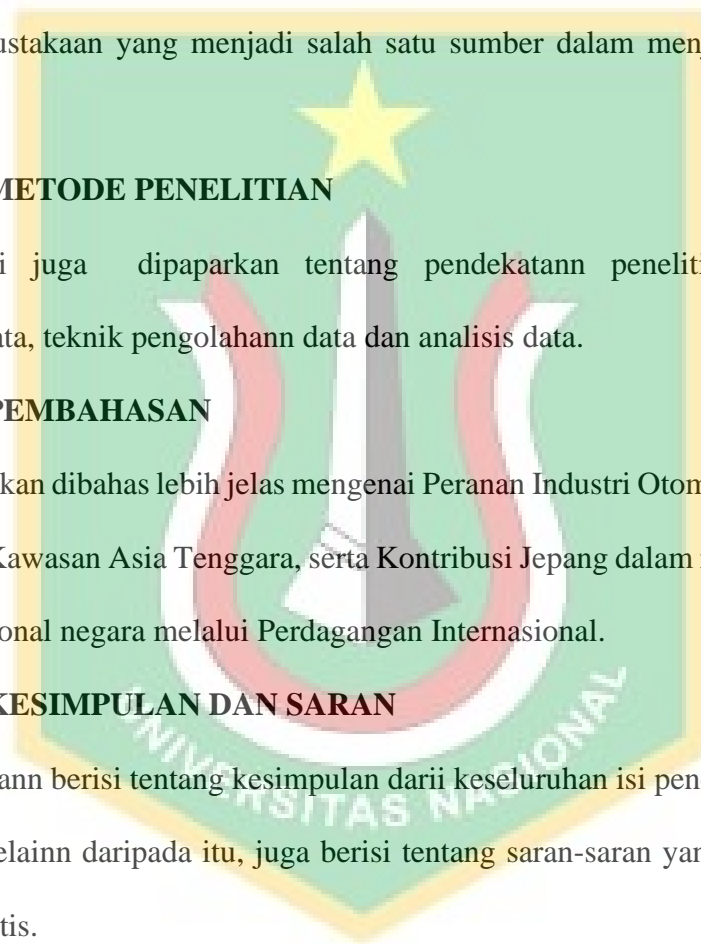 ustakaan yang menjadi salah satu sumber dalam menj
METODE PENELITIAN
i juga dipaparkan tentang pendekatann peneliti
ata, teknik pengolahann data dan analisis data.
PEMBAHASAN
kan dibahas lebih jelas mengenai Peranan Industri Otom
Kawasan Asia Tenggara, serta Kontribusi Jepang dalam
onal negara melalui Perdagangan Internasional.
KESIMPULAN DAN SARAN
ann berisi tentang kesimpulan darii keseluruhan isi pen
elainn daripada itu, juga berisi tentang saran-saran yan
tis.
UNIVERSITAS NASIONAL